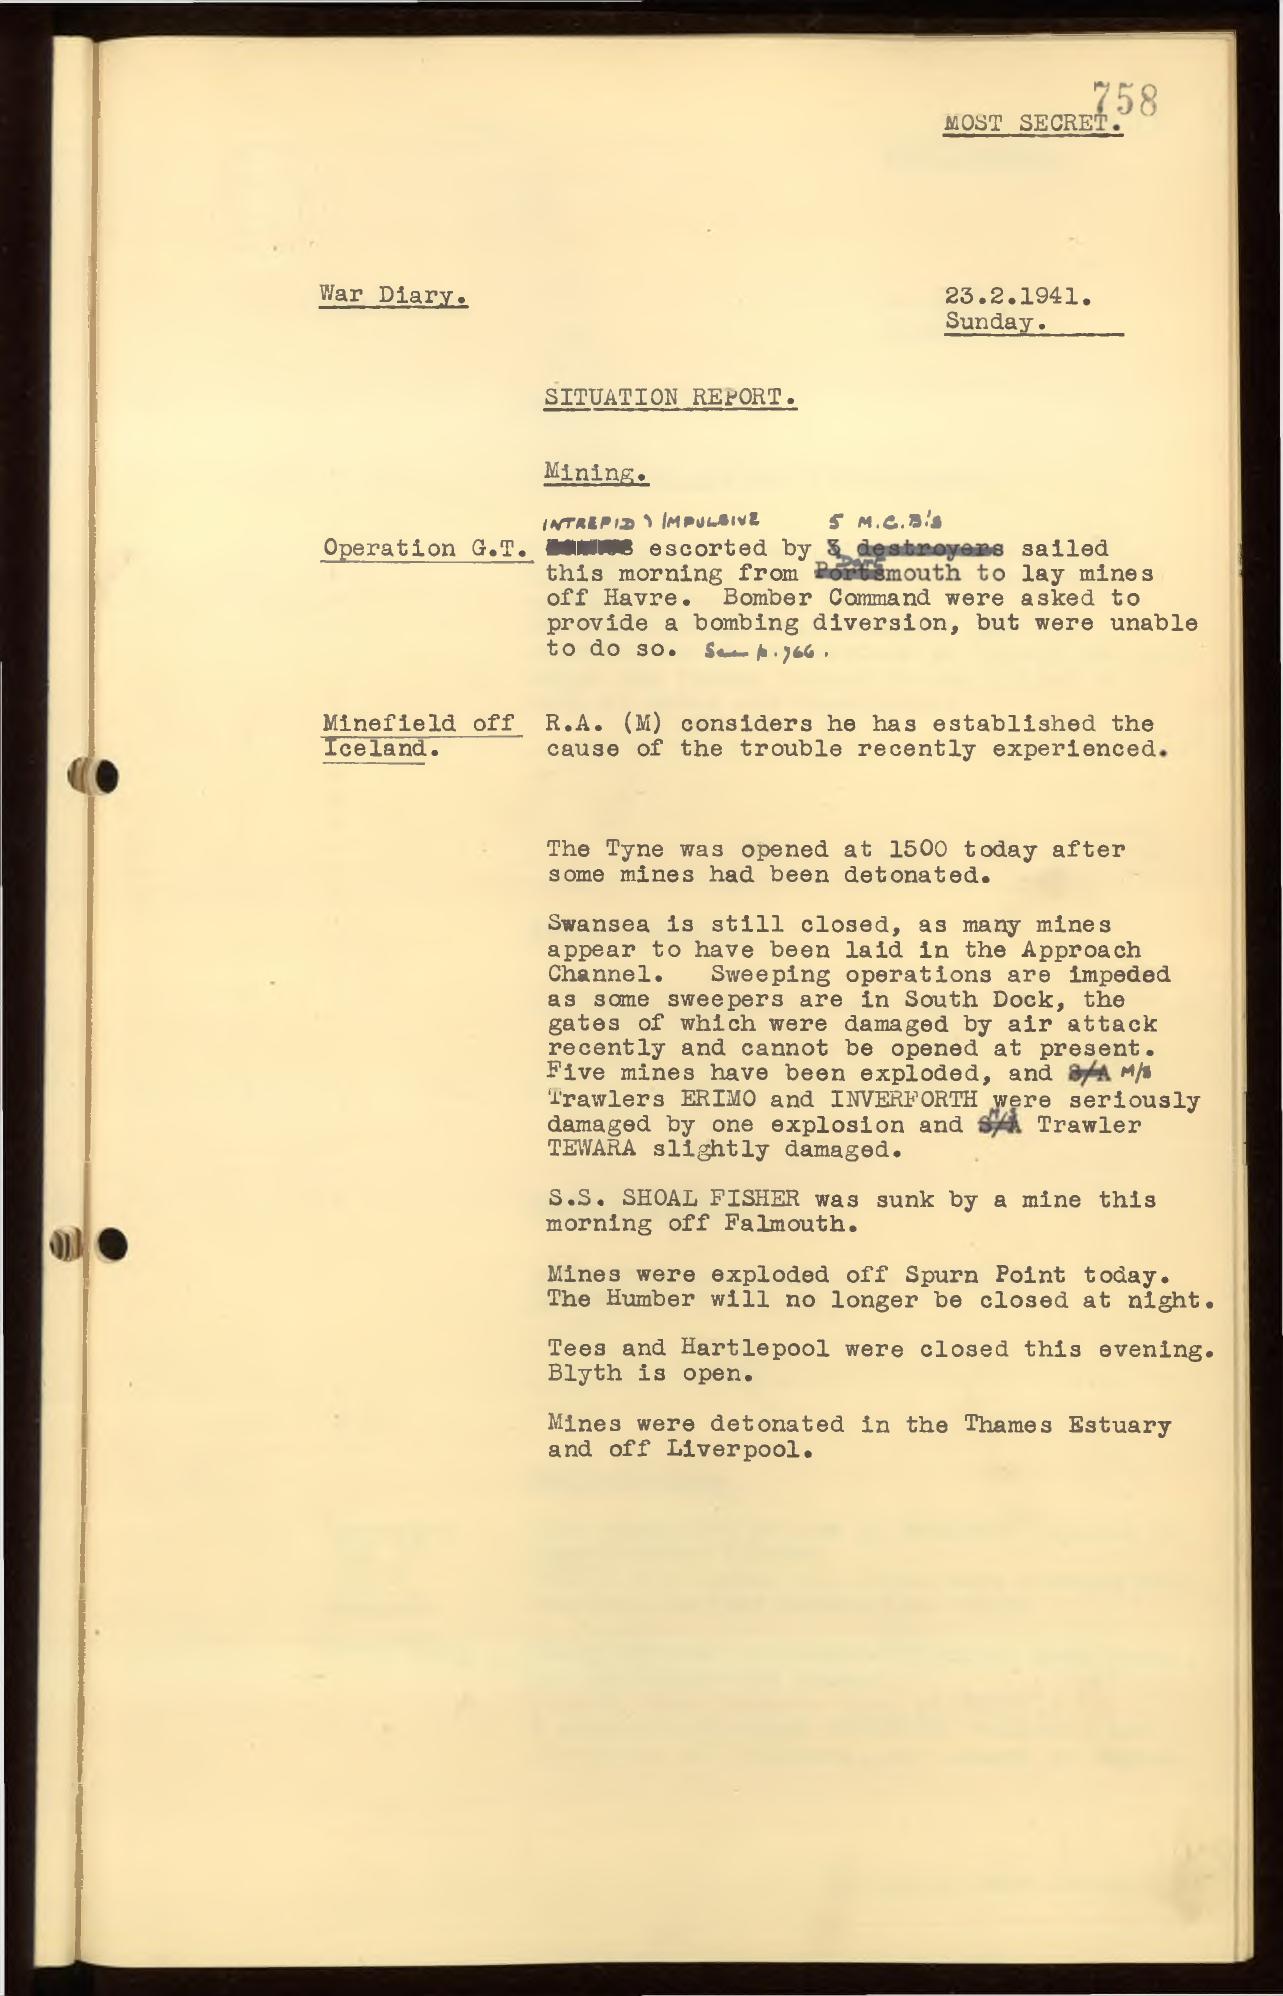 758
MOST SECRET.
War Diary.
23.2.1941.
Sunday.
SITUATION REPORT.
Mining.
INTREPID & IMPULSIVE 5 M.G.B.'s
Operation G.T. escorted by 3 destroyers sailed
Dart
this morning from Portsmouth to lay mines
off Havre. Bomber Command were asked to
provide a bombing diversion, but were unable
to do so. See p. 766.
Minefield off Iceland.
R.A. (M) considers he has established the
cause of the trouble recently experienced.
The Tyne was opened at 1500 today after
some mines had been detonated.
Swansea is still closed, as many mines
appear to have been laid in the Approach
Channel. Sweeping operations are impeded
as some sweepers are in South Dock, the
gates of which were damaged by air attack
recently and cannot be opened at present.
Five mines have been exploded, and S/A M/S
Trawlers ERIMO and INVERFORTH were seriously
M/S
damaged by one explosion and S/A Trawler
TEWARA slightly damaged.
S.S. SHOAL FISHER was sunk by a mine this
morning off Falmouth.
Mines were exploded off Spurn Point today.
The Humber will no longer be closed at night.
Tees and Hartlepool were closed this evening.
Blyth is open.
Mines were detonated in the Thames Estuary
and off Liverpool.